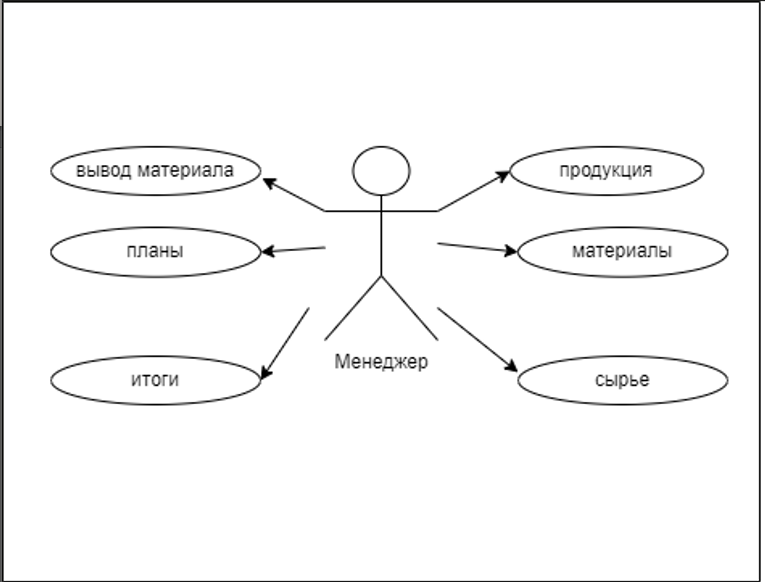 вывод материала
продукция
планы
материалы
Менеджер
итоги
сырье